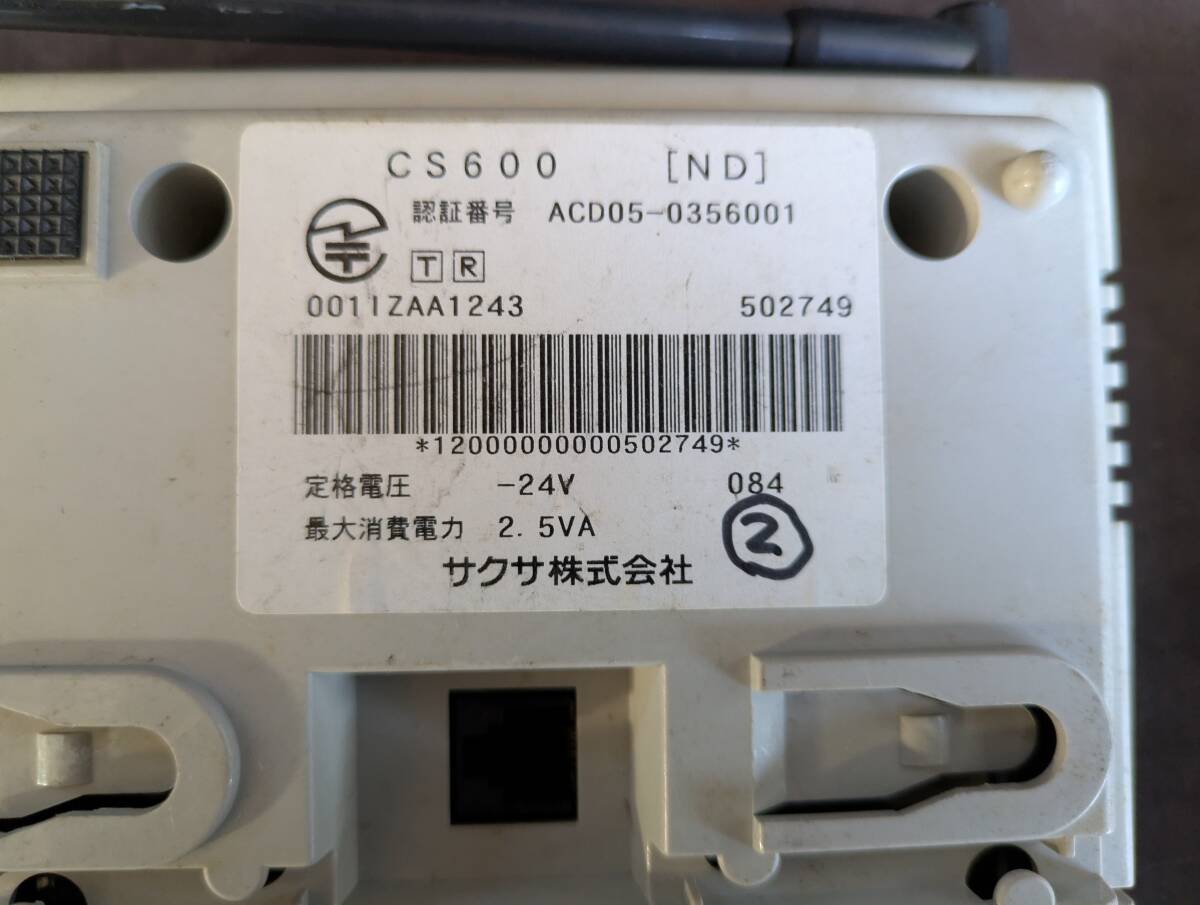 CS600 [ND]
認証番号 ACD05-0356001
T R
001IZAA1243 502749
*12000000000502749*
定格電圧 -24V 084
最大消費電力 2.5VA ②
サクサ株式会社